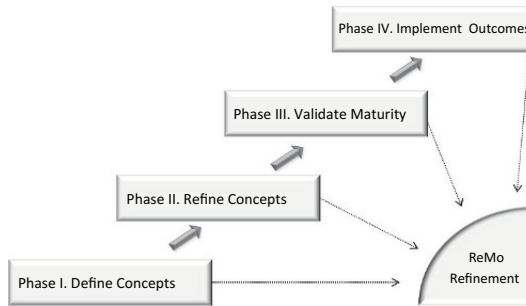 Phase IV. Implement Outcomes
Phase III. Validate Maturity
Phase II. Refine Concepts
Phase I. Define Concepts
ReMo
Refinement